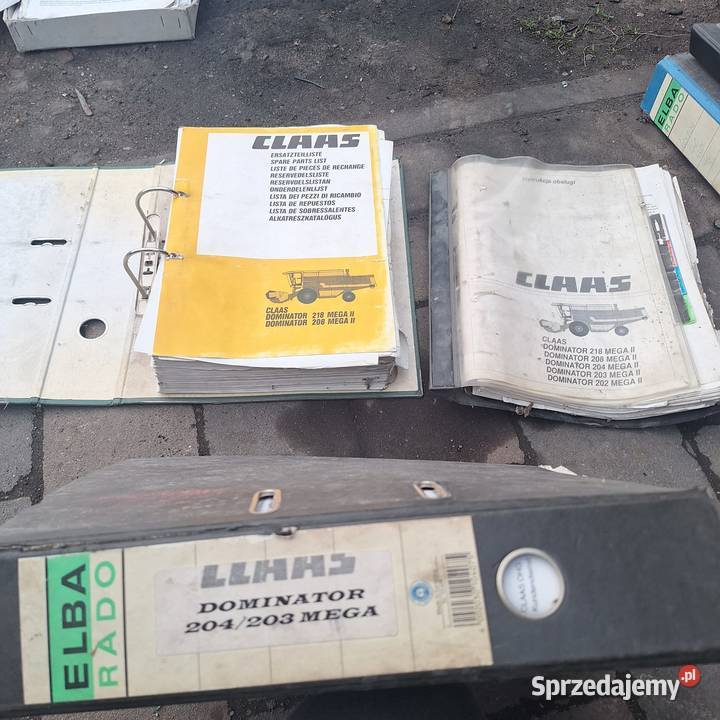 CLAAS
ERSATZTEILLISTE
SPARE PARTS LIST
LISTE DE PIECES DE RECHANGE
RESERVEDELSLISTE
RESERVDELSLISTAN
ONDERDELENLIJST
LISTA DEI PEZZI DI RICAMBIO
LISTA DE REPUESTOS
LISTA DE SOBRESSALENTES
ALKATRÉSZKATALÓGUS
CLAAS
DOMINATOR 218 MEGA II
DOMINATOR 208 MEGA II
Instrukcja obsługi
CLAAS
CLAAS
DOMINATOR 218 MEGA II
DOMINATOR 208 MEGA II
DOMINATOR 204 MEGA II
DOMINATOR 203 MEGA II
DOMINATOR 202 MEGA II
ELBA
RADO
ELBA
RADO
CLAAS
DOMINATOR
204/203 MEGA
CLAAS OHG
Sprzedajemy.pl